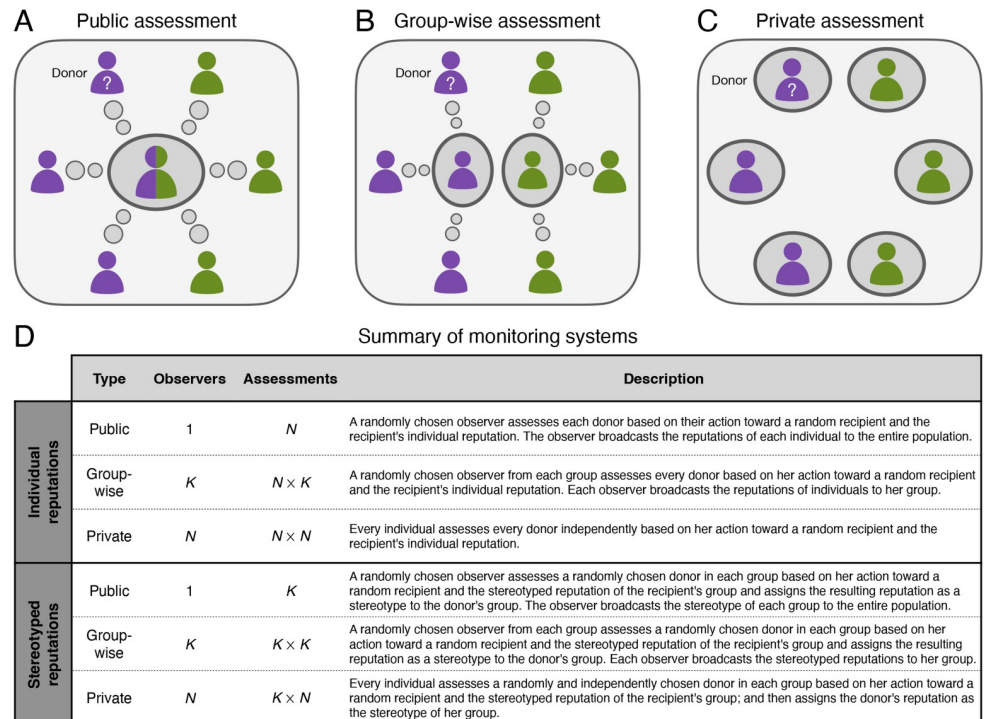 A Public assessment
B Group-wise assessment
C Private assessment
Donor
?
Donor
?
Donor
?
D Summary of monitoring systems
Type Observers Assessments Description
Individual
reputations
Public 1 N A randomly chosen observer assesses each donor based on their action toward a random recipient and the
recipient's individual reputation. The observer broadcasts the reputations of each individual to the entire population.
Group-
wise K N × K A randomly chosen observer from each group assesses every donor based on her action toward a random recipient
and the recipient's individual reputation. Each observer broadcasts the reputations of individuals to her group.
Private N N × N Every individual assesses every donor independently based on her action toward a random recipient and the
recipient's individual reputation.
Stereotyped
reputations
Public 1 K A randomly chosen observer assesses a randomly chosen donor in each group based on her action toward a
random recipient and the stereotyped reputation of the recipient's group and assigns the resulting reputation as a
stereotype to the donor's group. The observer broadcasts the stereotype of each group to the entire population.
Group-
wise K K × K A randomly chosen observer from each group assesses a randomly chosen donor in each group based on her
action toward a random recipient and the stereotyped reputation of the recipient's group and assigns the resulting
reputation as a stereotype to the donor's group. Each observer broadcasts the stereotyped reputations to her group.
Private N K × N Every individual assesses a randomly and independently chosen donor in each group based on her action toward a
random recipient and the stereotyped reputation of the recipient's group; and then assigns the donor's reputation as
the stereotype of her group.